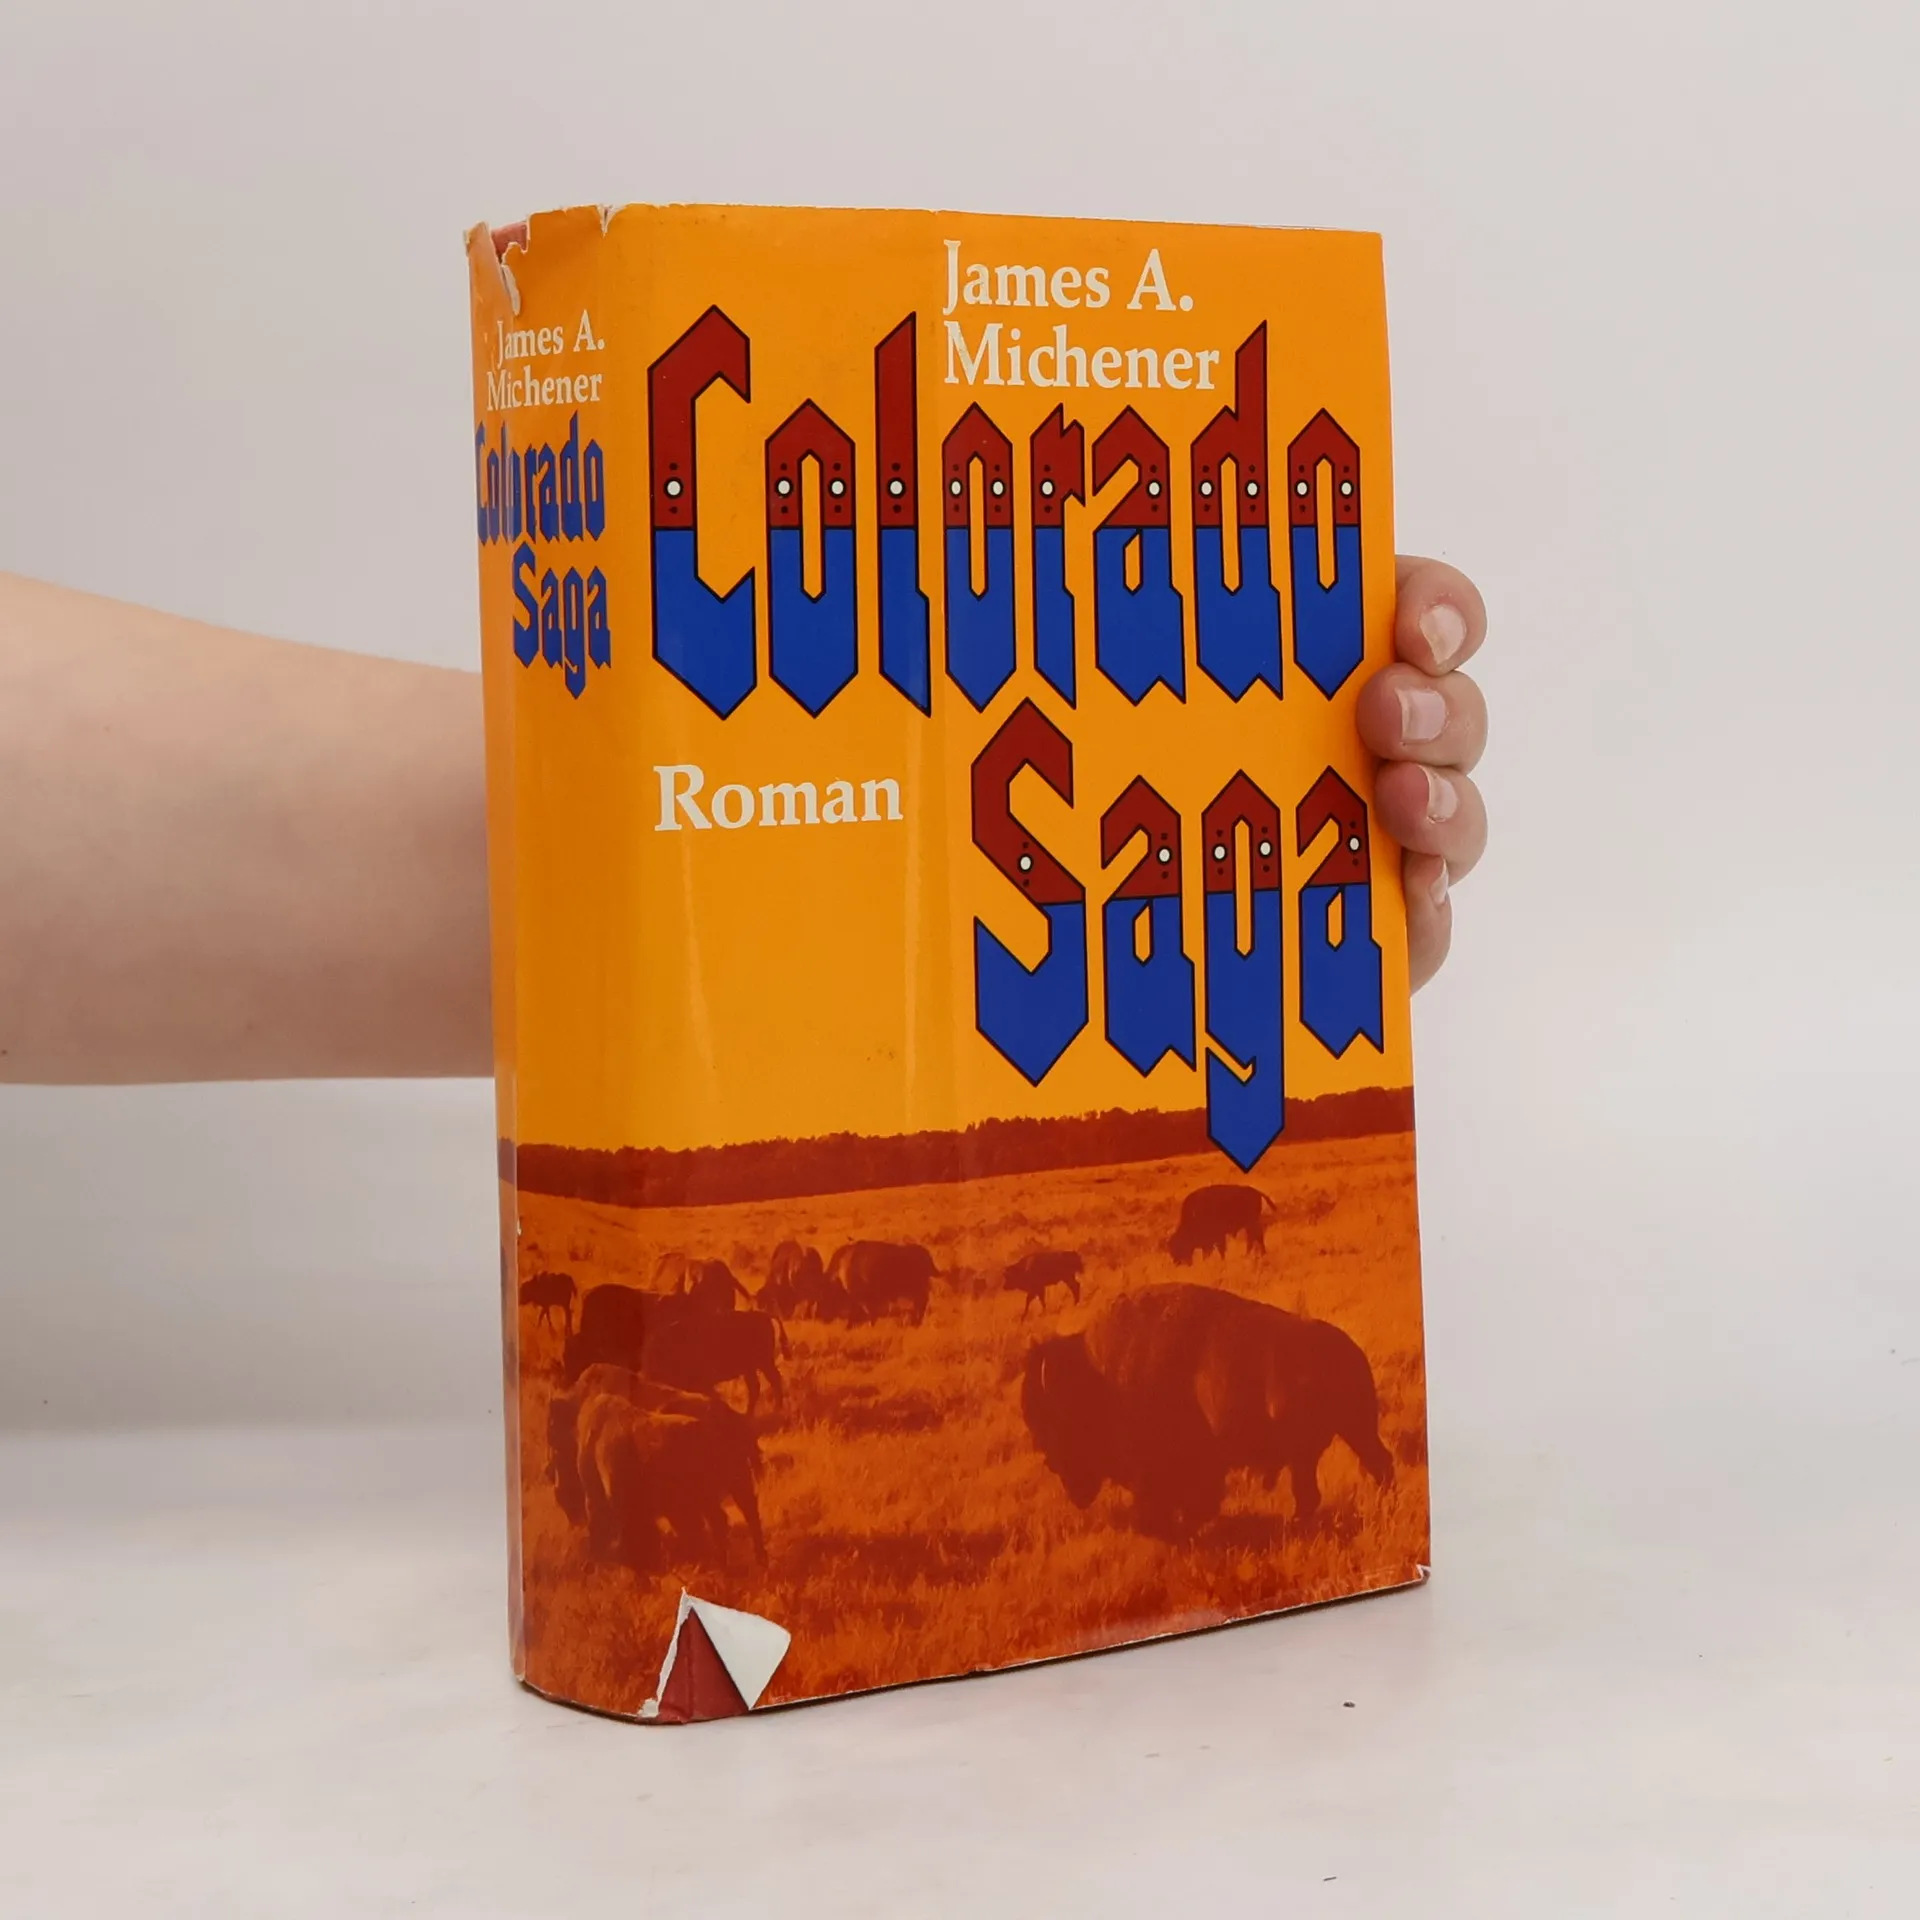 James A.
Michener
Colorado
Saga
James A.
Michener
Colorado
Saga
Roman